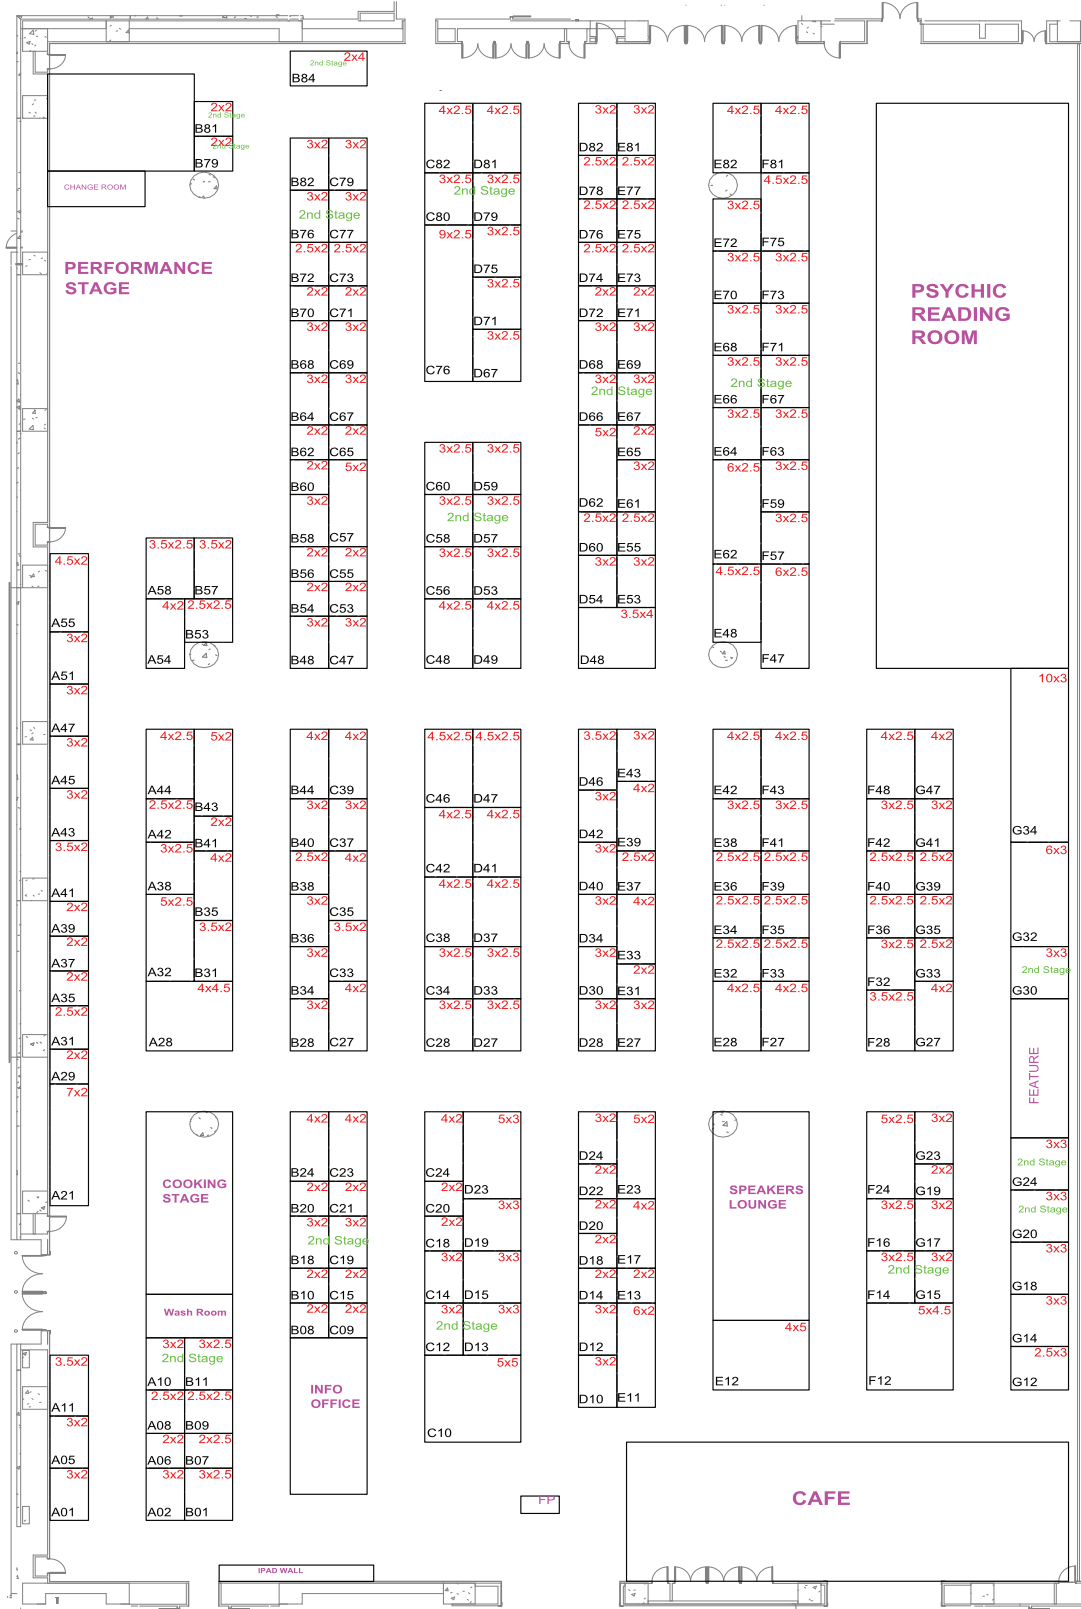 2x4
2nd Stage
B84
2x2
2nd Stage
B81
2x2
2nd Stage
B79
CHANGE ROOM
PERFORMANCE
STAGE
3x2 3x2
B82 C79
3x2 3x2
2nd Stage
B76 C77
2.5x2 2.5x2
B72 C73
2x2 2x2
B70 C71
3x2 3x2
B68 C69
3x2 3x2
B64 C67
2x2 2x2
B62 C65
2x2 5x2
B60
3x2
B58 C57
2x2 2x2
B56 C55
2x2 2x2
B54 C53
3x2 3x2
B48 C47
4x2.5 4x2.5
C82 D81
3x2.5 3x2.5
2nd Stage
C80 D79
9x2.5 3x2.5
D75
3x2.5
D71
3x2.5
C76 D67
3x2.5 3x2.5
C60 D59
3x2.5 3x2.5
2nd Stage
C58 D57
3x2.5 3x2.5
C56 D53
4x2.5 4x2.5
C48 D49
3x2 3x2
D82 E81
2.5x2 2.5x2
D78 E77
2.5x2 2.5x2
D76 E75
2.5x2 2.5x2
D74 E73
2x2 2x2
D72 E71
3x2 3x2
D68 E69
3x2 3x2
2nd Stage
D66 E67
5x2 2x2
E65
3x2
D62 E61
2.5x2 2.5x2
D60 E55
3x2 3x2
D54 E53
3.5x4
D48
4x2.5 4x2.5
E82 F81
4.5x2.5
3x2.5
E72 F75
3x2.5 3x2.5
E70 F73
3x2.5 3x2.5
E68 F71
3x2.5 3x2.5
2nd Stage
E66 F67
3x2.5 3x2.5
E64 F63
6x2.5 3x2.5
F59
3x2.5
E62 F57
4.5x2.5 6x2.5
E48
F47
PSYCHIC
READING
ROOM
3.5x2.5 3.5x2
A58 B57
4x2 2.5x2.5
B53
A54
4.5x2
A55
3x2
A51
3x2
A47
3x2
A45
3x2
A43
3.5x2
A41
2x2
A39
2x2
A37
2x2
A35
2.5x2
A31
2x2
A29
7x2
A21
4x2.5 5x2
A44
B43
2.5x2.5
2x2
A42 B41
3x2.5
4x2
A38
5x2.5
B35
3.5x2
A32 B31
4x4.5
A28
4x2 4x2
B44 C39
3x2 3x2
B40 C37
2.5x2 4x2
B38
3x2
C35
3.5x2
B36
3x2
C33
B34
4x2
3x2
B28 C27
4.5x2.5 4.5x2.5
C46 D47
4x2.5 4x2.5
C42 D41
4x2.5 4x2.5
C38 D37
3x2.5 3x2.5
C34 D33
3x2.5 3x2.5
C28 D27
3.5x2 3x2
E43
D46
4x2
3x2
D42 E39
3x2 2.5x2
D40 E37
3x2 4x2
D34
E33
3x2
2x2
D30 E31
3x2 3x2
D28 E27
4x2.5 4x2.5
E42 F43
3x2.5 3x2.5
E38 F41
2.5x2.5 2.5x2.5
E36 F39
2.5x2.5 2.5x2.5
E34 F35
2.5x2.5 2.5x2.5
E32 F33
4x2.5 4x2.5
E28 F27
4x2.5 4x2
F48 G47
3x2.5 3x2
F42 G41
2.5x2.5 2.5x2
F40 G39
2.5x2.5 2.5x2
F36 G35
3x2.5 2.5x2
G33
F32
4x2
3.5x2.5
F28 G27
10x3
G34
6x3
G32
3x3
2nd Stage
G30
FEATURE
3x3
2nd Stage
G24
3x3
2nd Stage
G20
3x3
G18
3x3
G14
2.5x3
G12
COOKING
STAGE
Wash Room
3x2 3x2.5
2nd Stage
A10 B11
2.5x2 2.5x2.5
A08 B09
2x2 2x2.5
A06 B07
3x2 3x2.5
A02 B01
3.5x2
A11
3x2
A05
3x2
A01
4x2 4x2
B24 C23
2x2 2x2
B20 C21
3x2 3x2
2nd Stage
B18 C19
2x2 2x2
B10 C15
2x2 2x2
B08 C09
INFO
OFFICE
4x2 5x3
C24
2x2
D23
C20
3x3
2x2
C18 D19
3x2 3x3
C14 D15
3x2 3x3
2nd Stage
C12 D13
5x5
C10
3x2 5x2
D24
2x2
D22 E23
2x2 4x2
D20
2x2
D18 E17
2x2 2x2
D14 E13
3x2 6x2
D12
3x2
D10 E11
SPEAKERS
LOUNGE
4x5
E12
5x2.5 3x2
G23
2x2
F24 G19
3x2.5 3x2
F16 G17
3x2.5 3x2
2nd Stage
F14 G15
5x4.5
F12
CAFE
FP
IPAD WALL